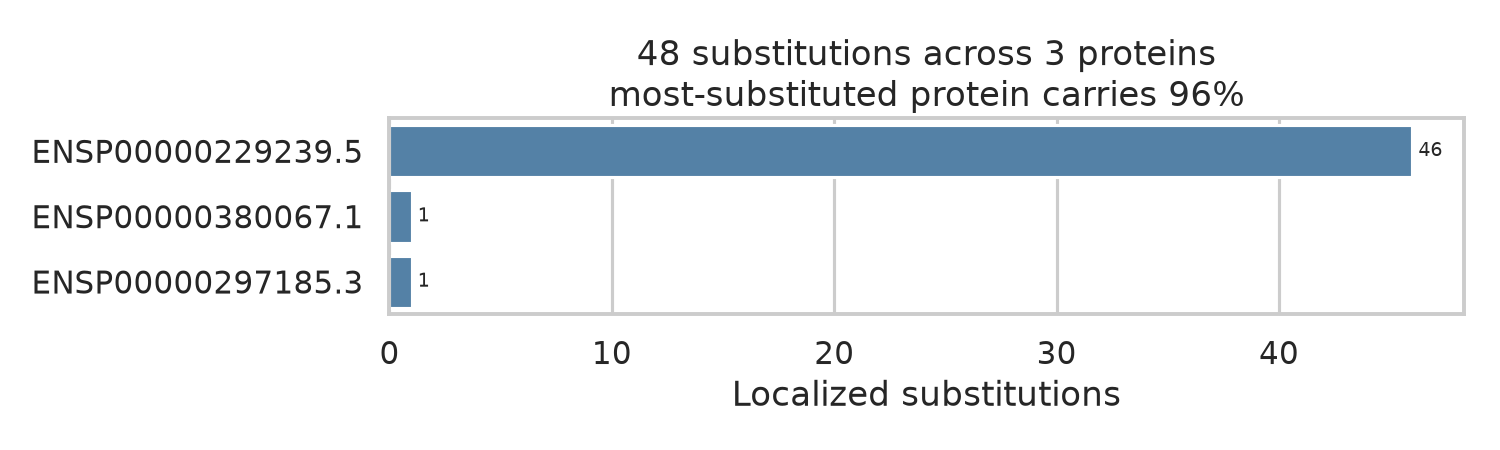 48 substitutions across 3 proteins
most-substituted protein carries 96%
ENSP00000229239.5
46
ENSP00000380067.1
1
ENSP00000297185.3
1
0 10 20 30 40
Localized substitutions